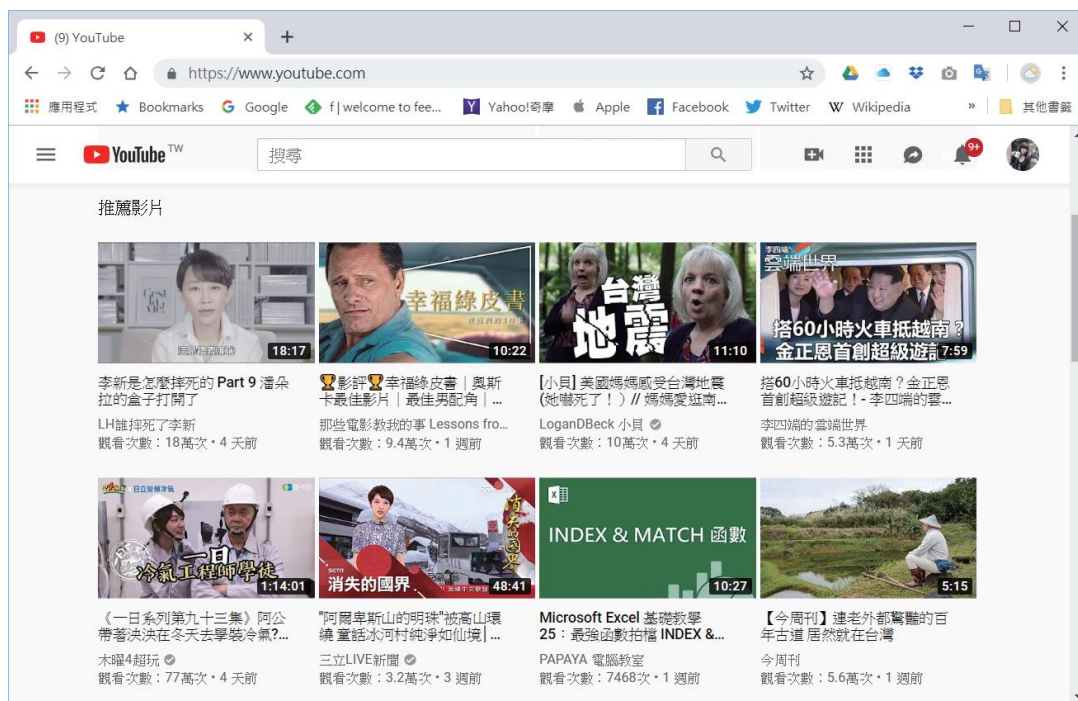 (9) YouTube
https://www.youtube.com
應用程式 Bookmarks Google f | welcome to fee... Yahoo!奇摩 Apple Facebook Twitter Wikipedia » 其他書籤
YouTube TW 搜尋 9+
推薦影片
18:17
幸福綠皮書
10:22
台灣
地震
11:10
李四端's
雲端世界
搭60小時火車抵越南?
金正恩首創超級遊
7:59
李新是怎麼摔死的 Part 9 潘朵
拉的盒子打開了
LH誰摔死了李新
觀看次數:18萬次・4 天前
🏆影評🏆幸福綠皮書|奧斯
卡最佳影片|最佳男配角|...
那些電影教我的事 Lessons fro...
觀看次數:9.4萬次・1 週前
[小貝] 美國媽媽感受台灣地震
(她嚇死了!)// 媽媽愛逛南...
LoganDBeck 小貝
觀看次數:10萬次・4 天前
搭60小時火車抵越南?金正恩
首創超級遊記!- 李四端的雲...
李四端的雲端世界
觀看次數:5.3萬次・1 天前
日立變頻冷氣
一日
冷氣工程師學徒
1:14:01
消失的國界
消失的國界
48:41
INDEX & MATCH 函數
10:27
5:15
《一日系列第九十三集》阿公
帶著泱泱在冬天去學裝冷氣?...
木曜4超玩
觀看次數:77萬次・4 天前
"阿爾卑斯山的明珠"被高山環
繞 童話冰河村純淨如仙境|...
三立LIVE新聞
觀看次數:3.2萬次・3 週前
Microsoft Excel 基礎教學
25:最強函數拍檔 INDEX &...
PAPAYA 電腦教室
觀看次數:7468次・1 週前
【今周刊】連老外都驚豔的百
年古道 居然就在台灣
今周刊
觀看次數:5.6萬次・1 週前